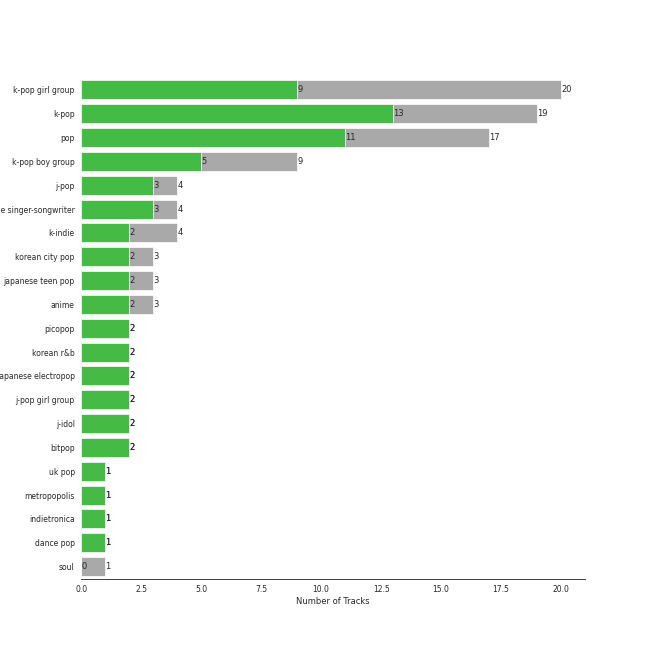 k-pop girl group 9 20
k-pop 13 19
pop 11 17
k-pop boy group 5 9
j-pop 3 4
e singer-songwriter 3 4
k-indie 2 4
korean city pop 2 3
japanese teen pop 2 3
anime 2 3
picopop 2
korean r&b 2
apanese electropop 2
j-pop girl group 2
j-idol 2
bitpop 2
uk pop 1
metropopolis 1
indietronica 1
dance pop 1
soul 0 1
0.0 2.5 5.0 7.5 10.0 12.5 15.0 17.5 20.0
Number of Tracks